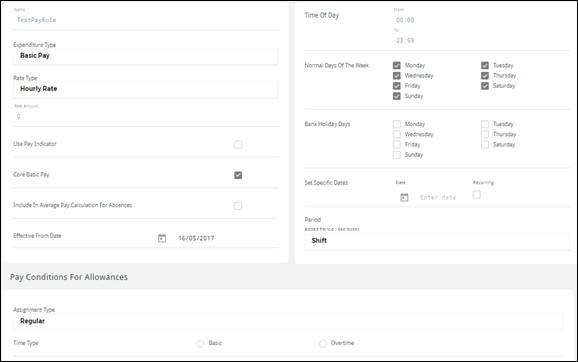 Name
TestPayRule
Expenditure Type
Basic Pay
Rate Type
Hourly Rate
Rate Amount
0
Use Pay Indicator
Core Basic Pay
Include In Average Pay Calculation For Absences
Effective From Date 16/05/2017
Time Of Day
From
00:00
To
23:59
Normal Days Of The Week
Monday Tuesday
Wednesday Thursday
Friday Saturday
Sunday
Bank Holiday Days
Monday Tuesday
Wednesday Thursday
Friday Saturday
Sunday
Set Specific Dates
Date Recurring
Enter date
Period
Added Period - See Notes
Shift
Pay Conditions For Allowances
Assignment Type
Regular
Time Type Basic Overtime